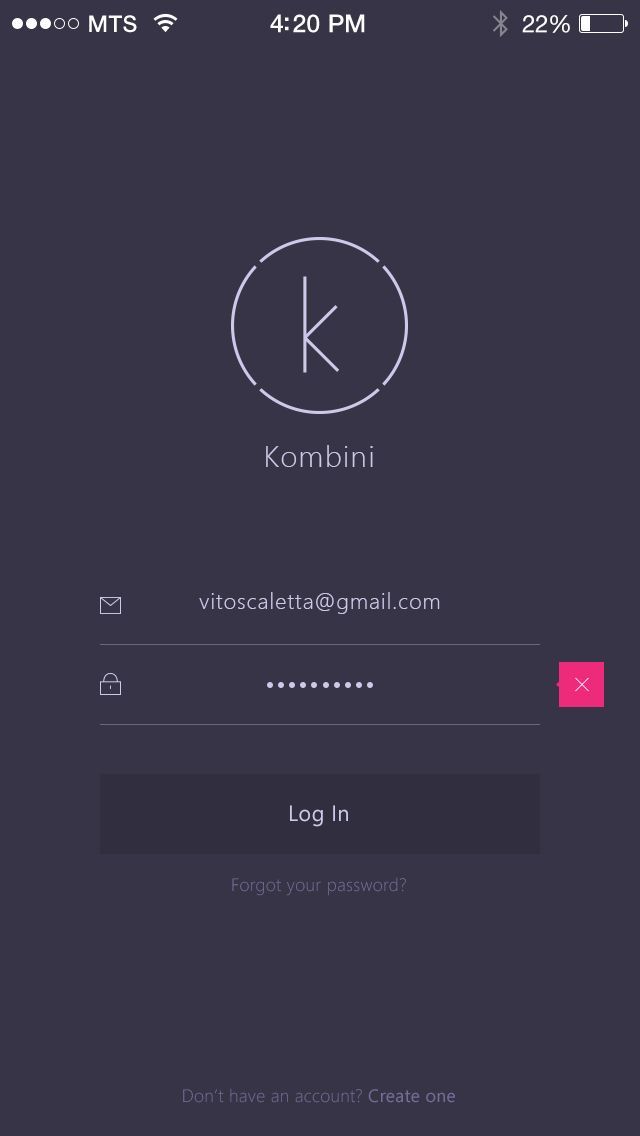 MTS 4:20 PM 22%
k
Kombini
vitoscaletta@gmail.com
••••••••••
Log In
Forgot your password?
Don't have an account? Create one